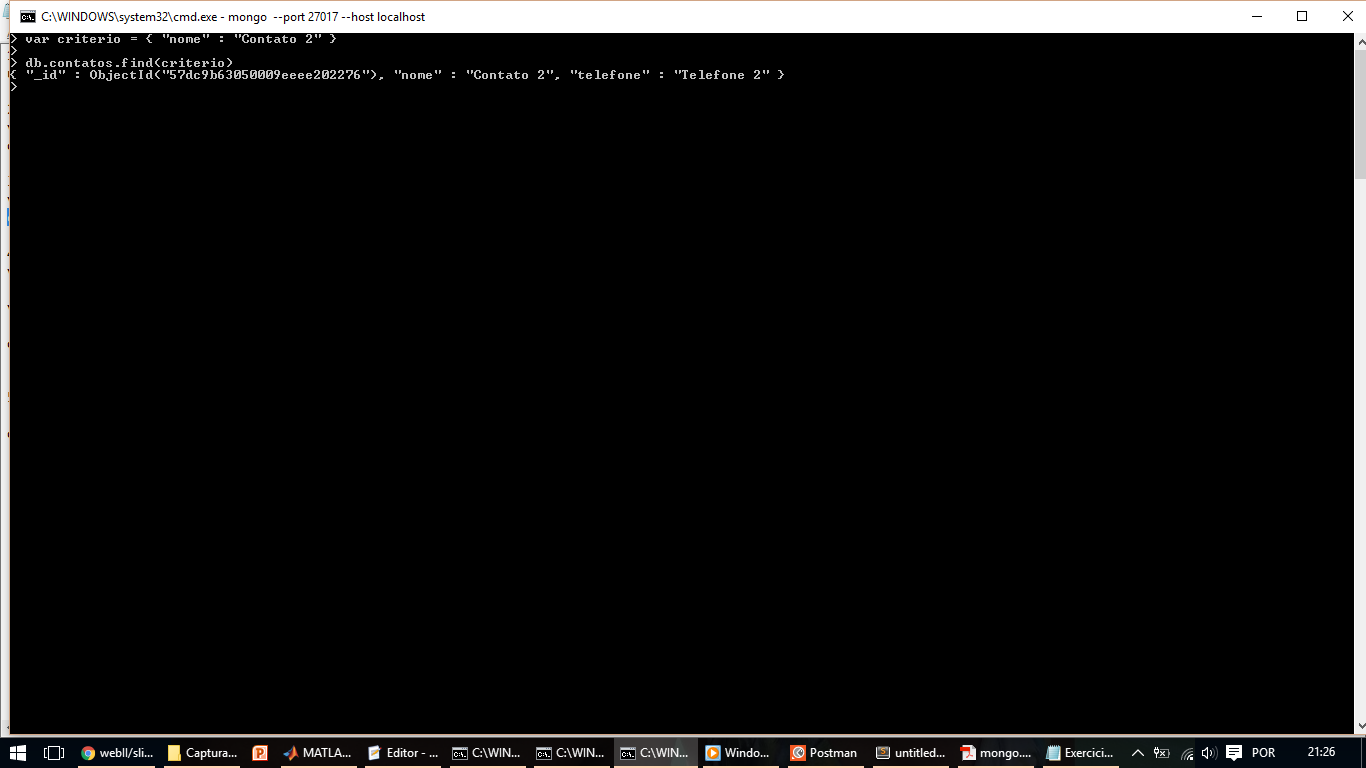 C:\WINDOWS\system32\cmd.exe - mongo  --port 27017 --host localhost
> var criterio = { "nome" : "Contato 2" }
>
> db.contatos.find(criterio)
{ "_id" : ObjectId("57dc9b63050009eeee202276"), "nome" : "Contato 2", "telefone" : "Telefone 2" }
>
webII/sli... Captura... MATLA... Editor - ... C:\WIN... C:\WIN... C:\WIN... Windo... Postman untitled... mongo.... Exercici... POR 21:26